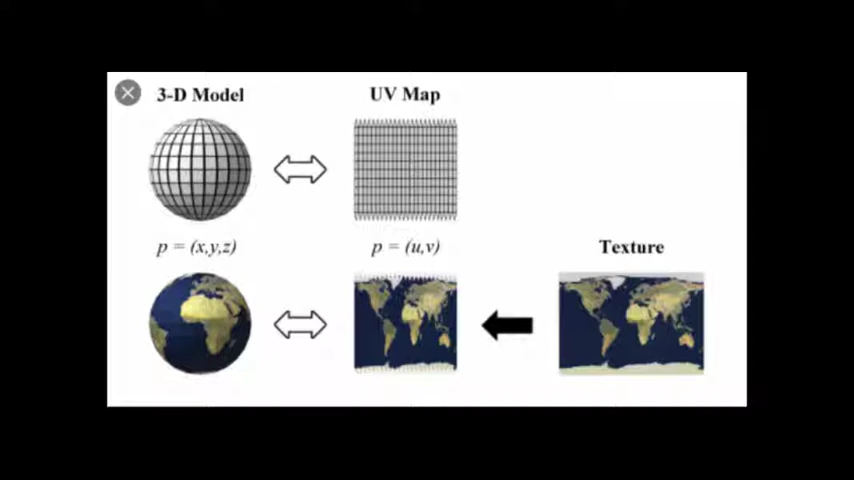 3-D Model
UV Map
p = (x,y,z)
p = (u,v)
Texture